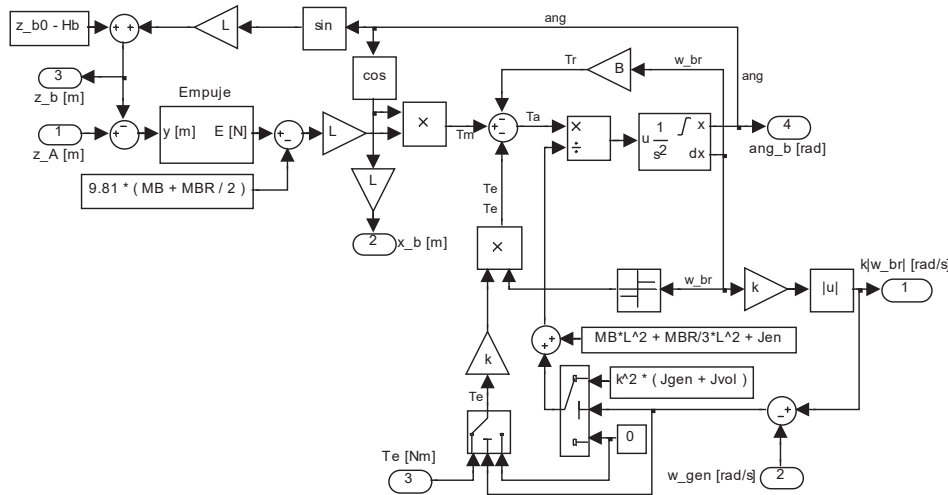 z_b0 - Hb
+ +
L
sin
ang
3
z_b [m]
cos
Tr
B
w_br
ang
Empuje
1
z_A [m]
+ −
y [m]
E [N]
+ −
L
×
Tm
+ − −
Ta
×
÷
u
1
s²
x
dx
4
ang_b [rad]
9.81 * ( MB + MBR / 2 )
L
2
x_b [m]
Te
Te
×
w_br
k
|u|
k|w_br| [rad/s]
1
k
+ +
MB*L^2 + MBR/3*L^2 + Jen
k^2 * ( Jgen + Jvol )
Te
0
− +
Te [Nm]
3
w_gen [rad/s]
2